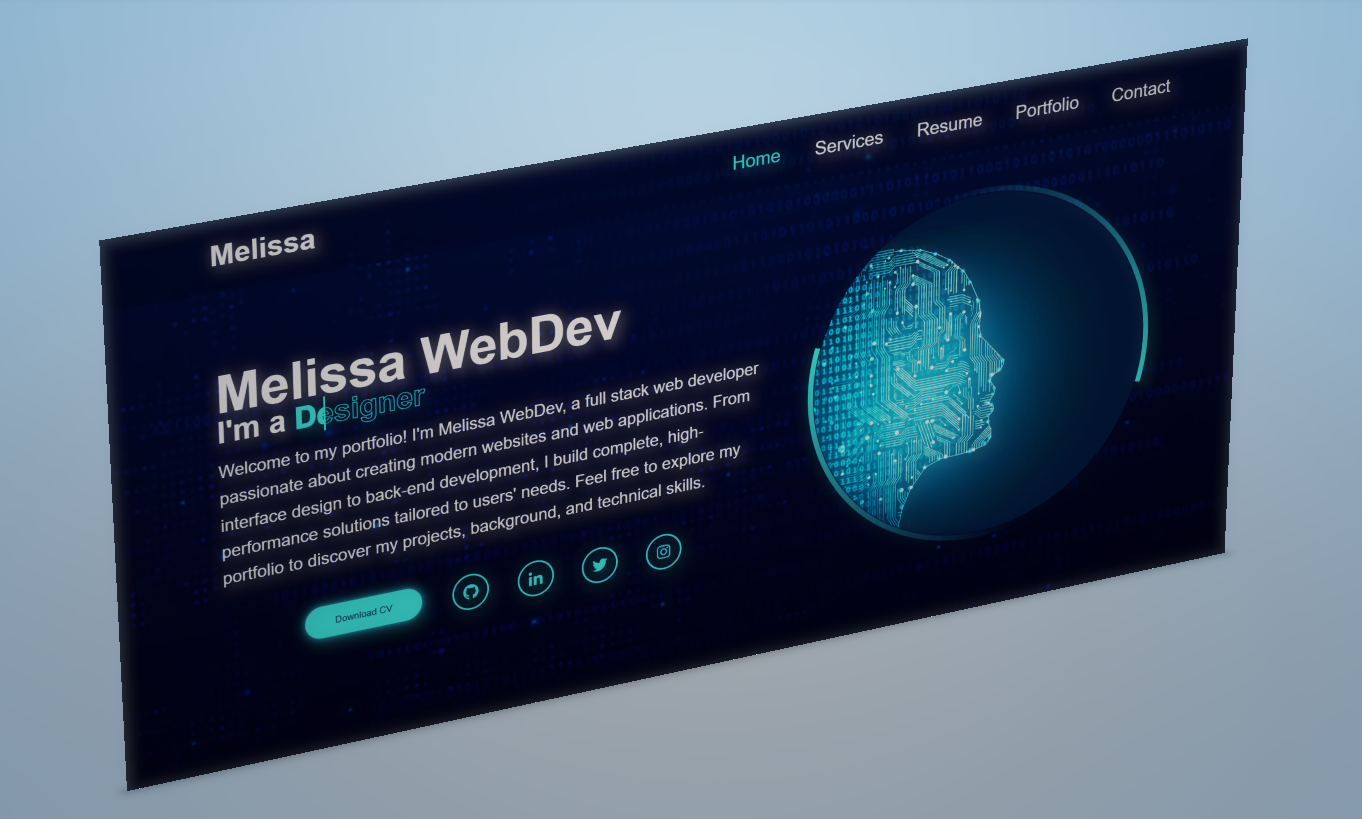 Home Services Resume Portfolio Contact
Melissa
Melissa WebDev
I'm a Designer
Welcome to my portfolio! I'm Melissa WebDev, a full stack web developer
passionate about creating modern websites and web applications. From
interface design to back-end development, I build complete, high-
performance solutions tailored to users' needs. Feel free to explore my
portfolio to discover my projects, background, and technical skills.
Download CV
in